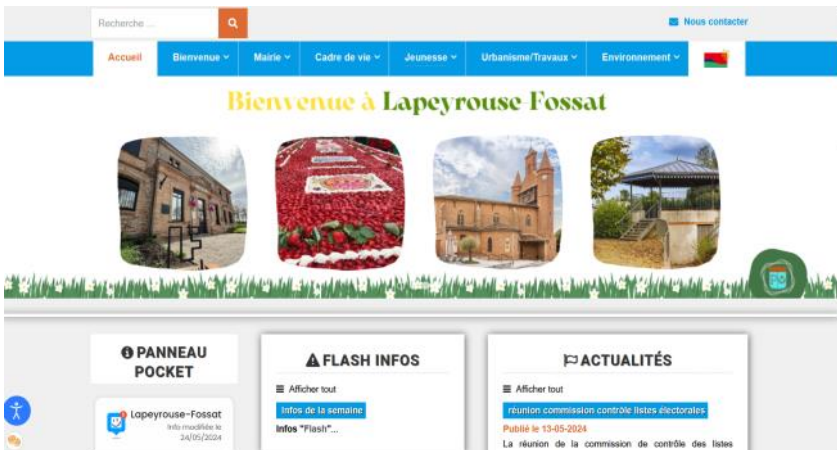 Recherche ...
Nous contacter
Accueil
Bienvenue
Mairie
Cadre de vie
Jeunesse
Urbanisme/Travaux
Environnement
Bienvenue à Lapeyrouse-Fossat
PANNEAU
POCKET
Lapeyrouse-Fossat
Info modifiée le
24/05/2024
FLASH INFOS
Afficher tout
Infos de la semaine
Infos "Flash"...
ACTUALITÉS
Afficher tout
réunion commission contrôle listes électorales
Publié le 13-05-2024
La réunion de la commission de contrôle des listes